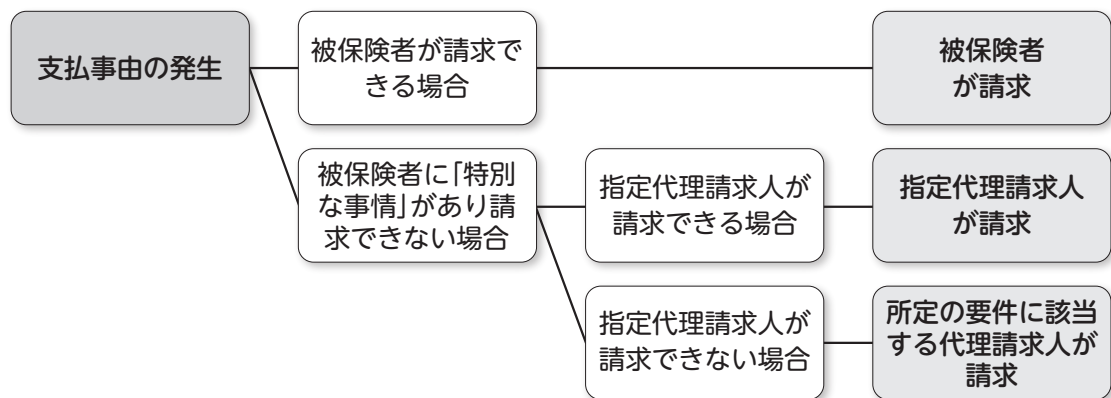 支払事由の発生
被保険者が請求で
きる場合
被保険者
が請求
被保険者に「特別
な事情」があり請
求できない場合
指定代理請求人が
請求できる場合
指定代理請求人
が請求
指定代理請求人が
請求できない場合
所定の要件に該当
する代理請求人が
請求